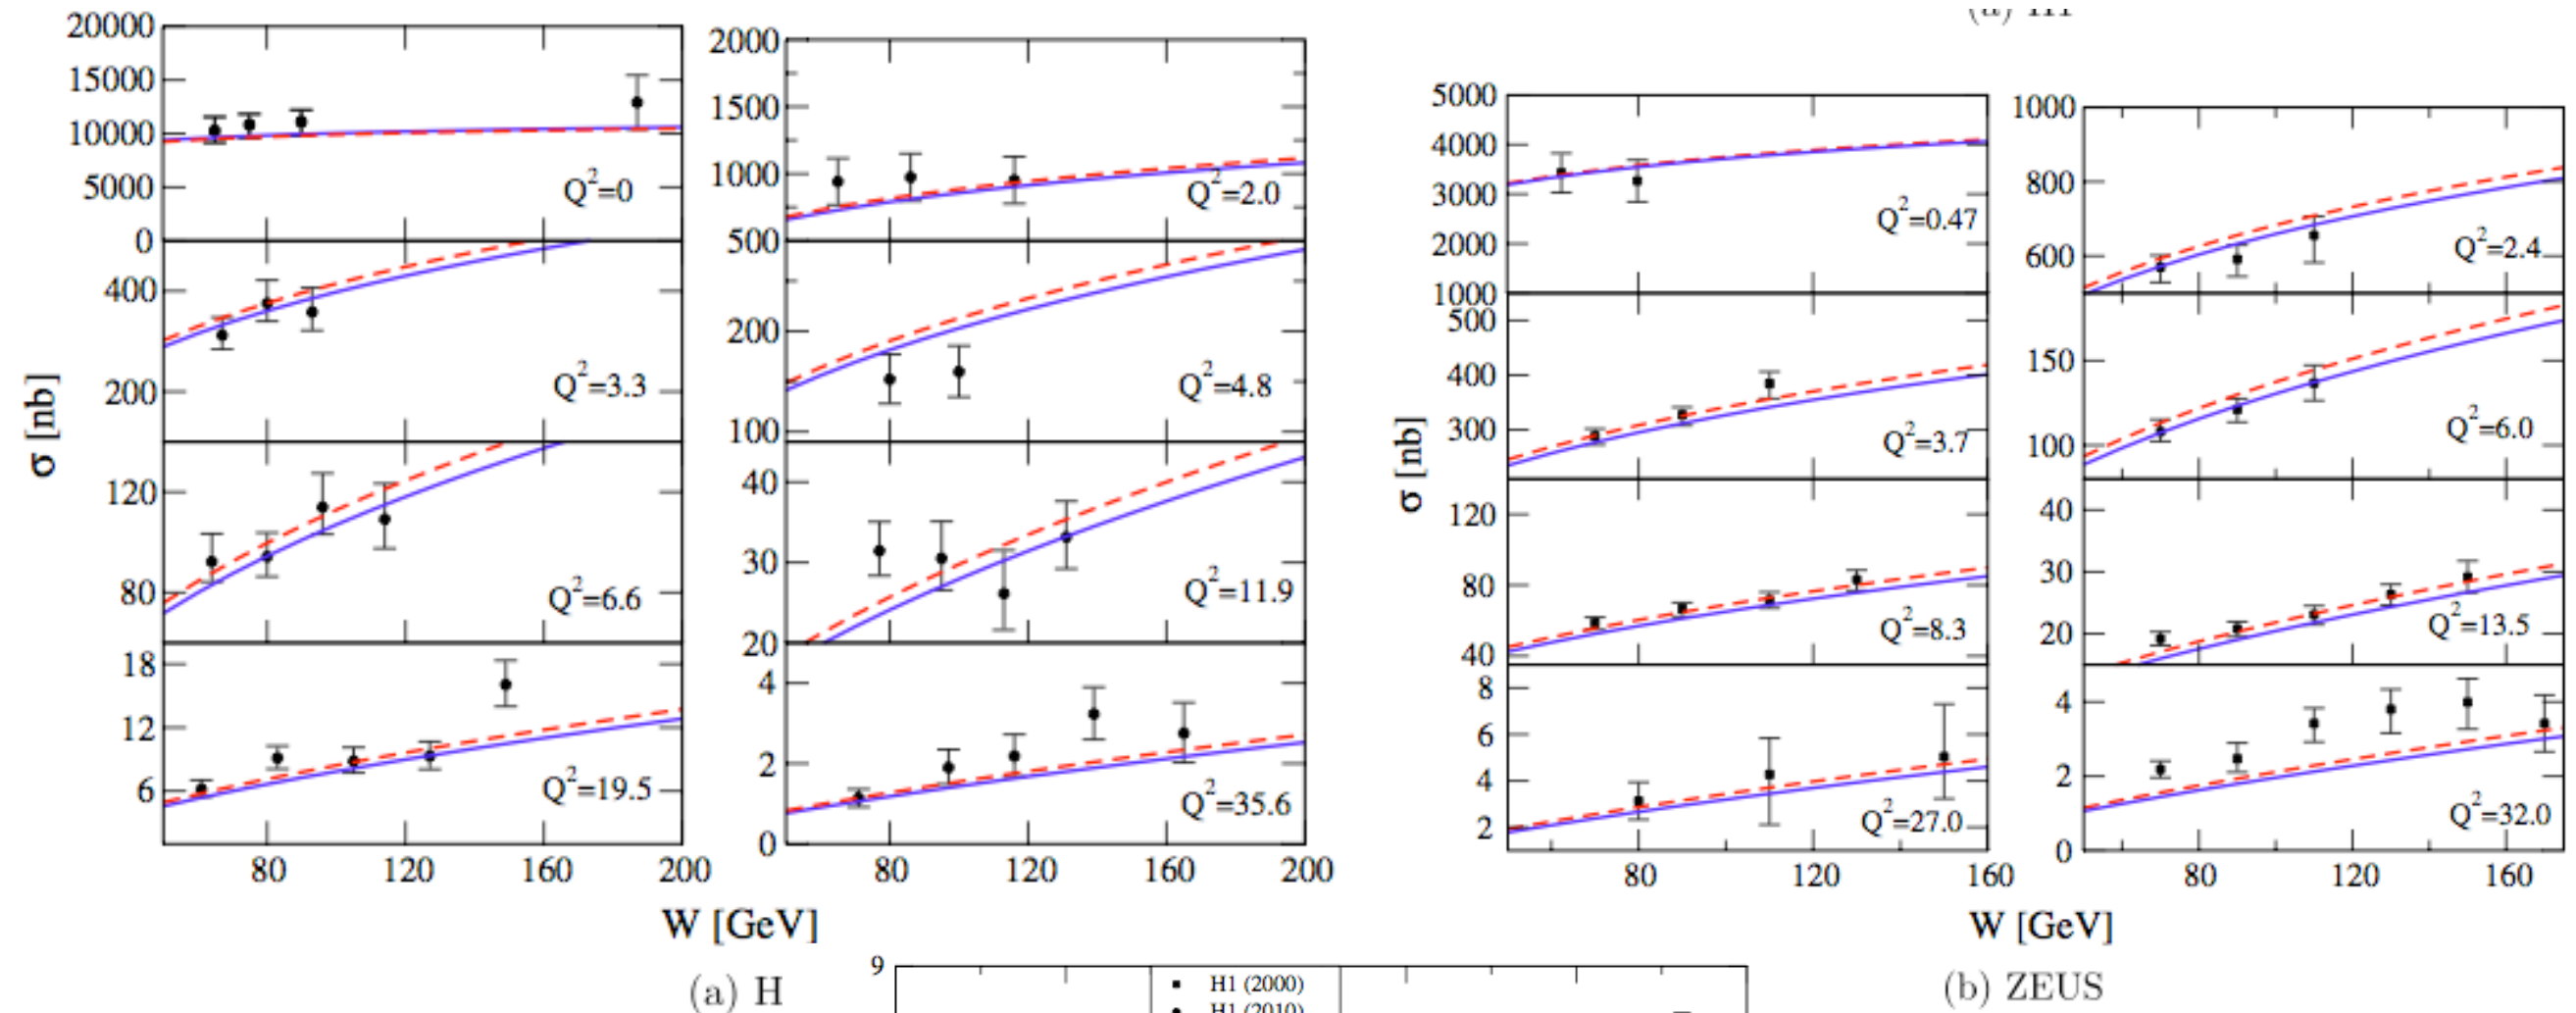 (a) H1
20000
15000
10000
5000
0
Q²=0
2000
1500
1000
500
Q²=2.0
400
200
Q²=3.3
200
100
Q²=4.8
120
80
Q²=6.6
40
30
20
Q²=11.9
18
12
6
Q²=19.5
4
2
0
Q²=35.6
σ [nb]
80 120 160 200
80 120 160 200
W [GeV]
(a) H
5000
4000
3000
2000
1000
Q²=0.47
1000
800
600
Q²=2.4
500
400
300
Q²=3.7
150
100
Q²=6.0
120
80
40
Q²=8.3
40
30
20
Q²=13.5
8
6
4
2
Q²=27.0
4
2
0
Q²=32.0
σ [nb]
80 120 160
80 120 160
W [GeV]
(b) ZEUS
9
H1 (2000)
H1 (2010)